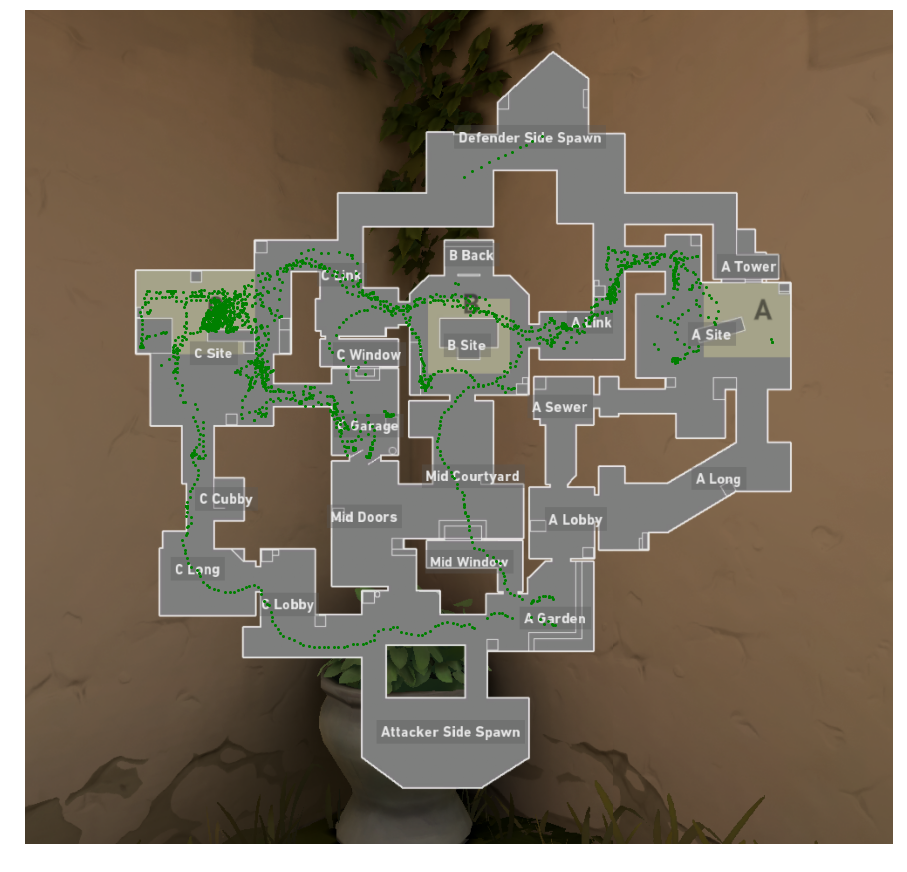 Defender Side Spawn
B Back
A Tower
C Link
B
A
A Link
A Site
B Site
C Site
C Window
A Sewer
C Garage
Mid Courtyard
A Long
C Cubby
Mid Doors
A Lobby
Mid Window
C Long
C Lobby
A Garden
Attacker Side Spawn